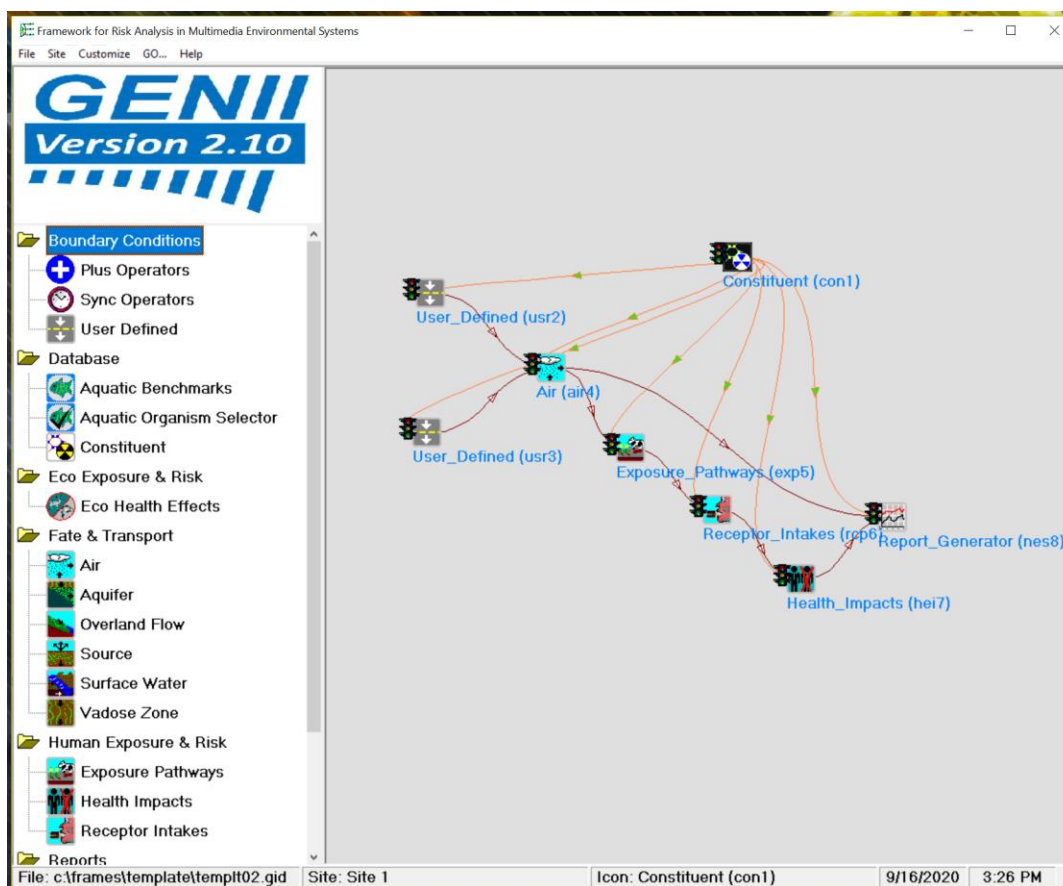 Framework for Risk Analysis in Multimedia Environmental Systems
File Site Customize GO... Help
GENII
Version 2.10
Boundary Conditions
Plus Operators
Sync Operators
User Defined
Database
Aquatic Benchmarks
Aquatic Organism Selector
Constituent
Eco Exposure & Risk
Eco Health Effects
Fate & Transport
Air
Aquifer
Overland Flow
Source
Surface Water
Vadose Zone
Human Exposure & Risk
Exposure Pathways
Health Impacts
Receptor Intakes
Reports
Constituent (con1)
User_Defined (usr2)
Air (air4)
User_Defined (usr3)
Exposure_Pathways (exp5)
Receptor_Intakes (rcp6)
Report_Generator (nes8)
Health_Impacts (hei7)
File: c:\frames\template\templt02.gid Site: Site 1 Icon: Constituent (con1) 9/16/2020 3:26 PM